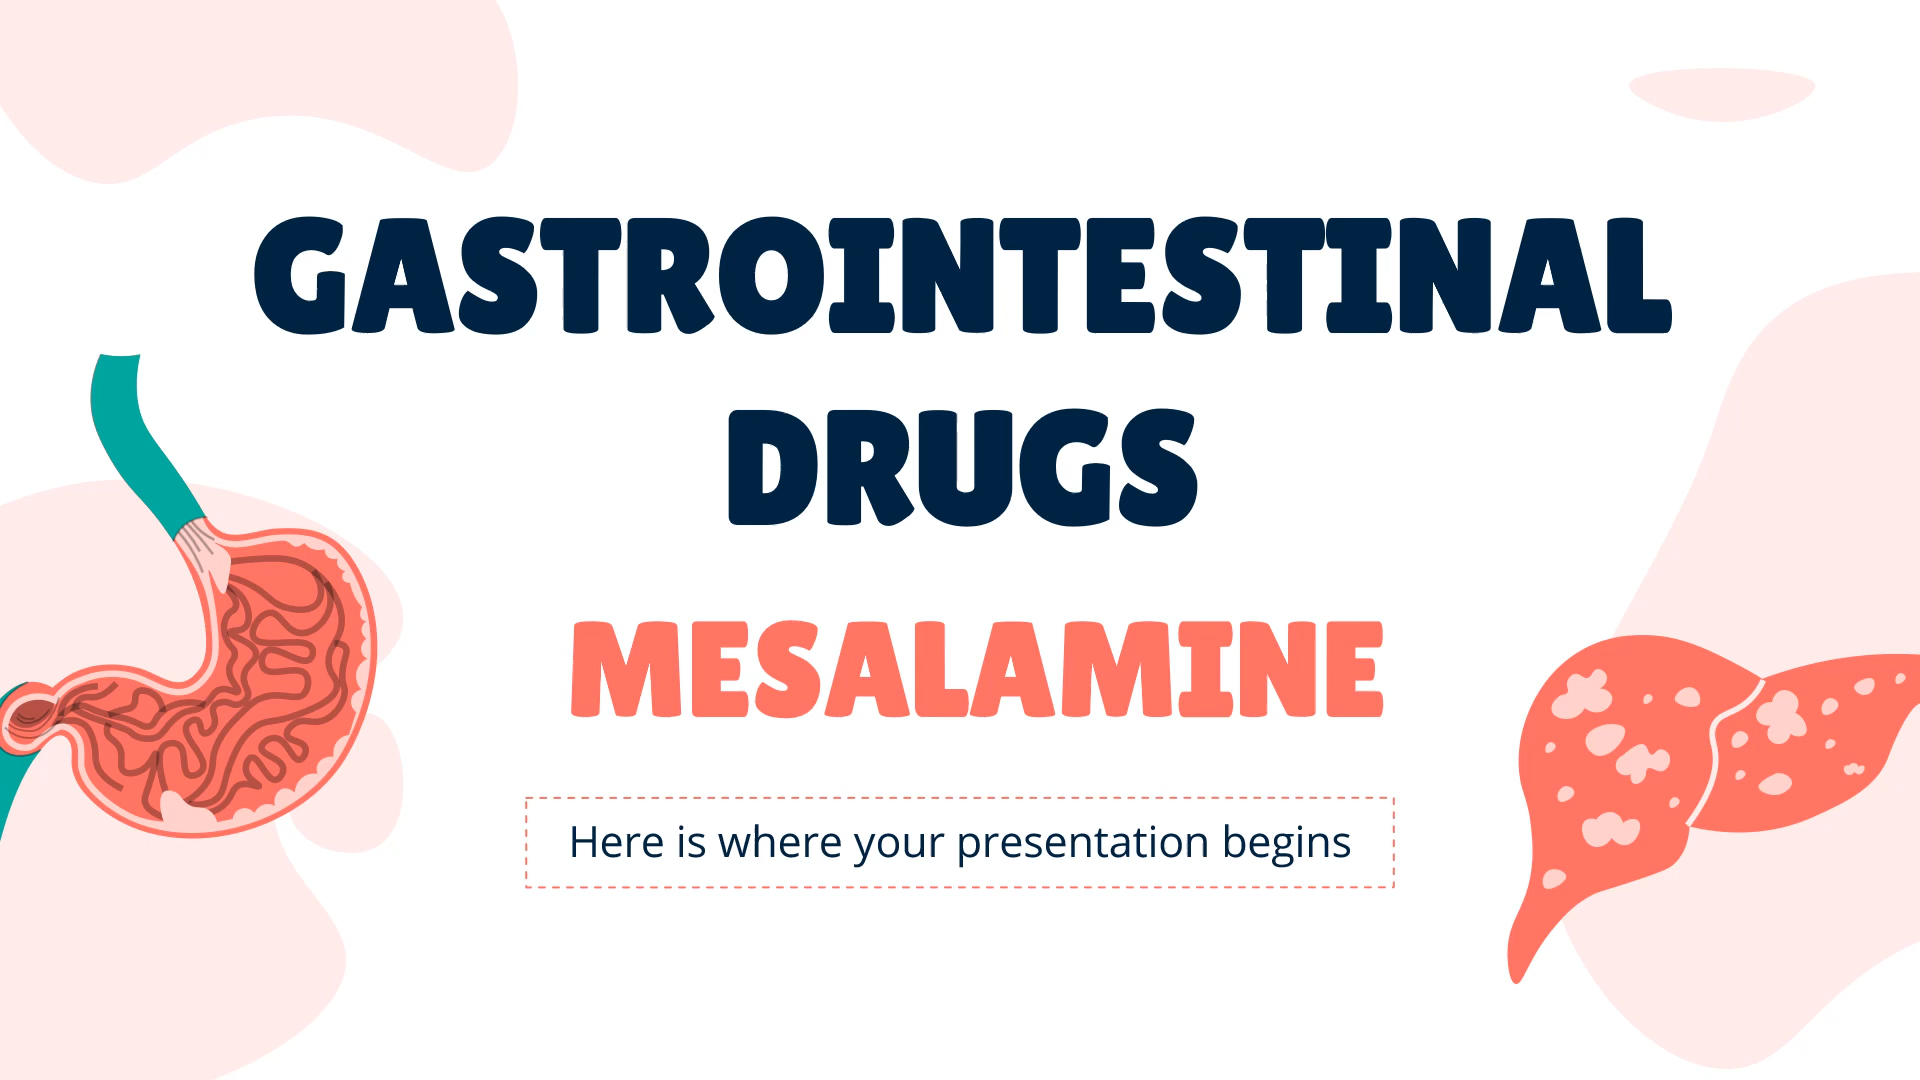 GASTROINTESTINAL
DRUGS
MESALAMINE
Here is where your presentation begins